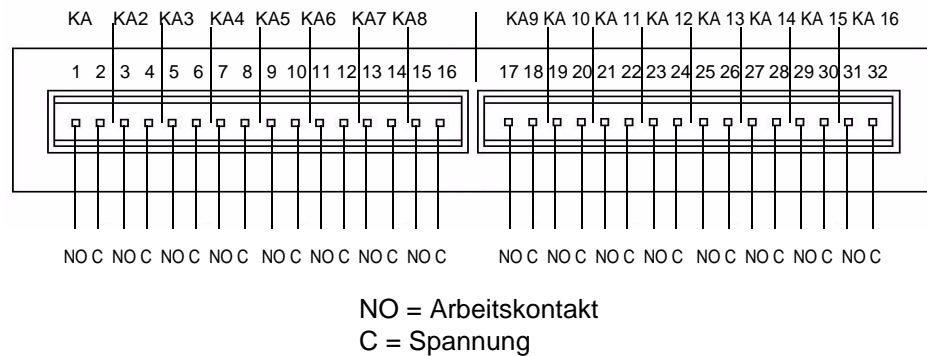 KA KA2 KA3 KA4 KA5 KA6 KA7 KA8 KA9 KA 10 KA 11 KA 12 KA 13 KA 14 KA 15 KA 16
1 2 3 4 5 6 7 8 9 10 11 12 13 14 15 16 17 18 19 20 21 22 23 24 25 26 27 28 29 30 31 32
NO C NO C NO C NO C NO C NO C NO C NO C NO C NO C NO C NO C NO C NO C NO C NO C
NO = Arbeitskontakt
C = Spannung